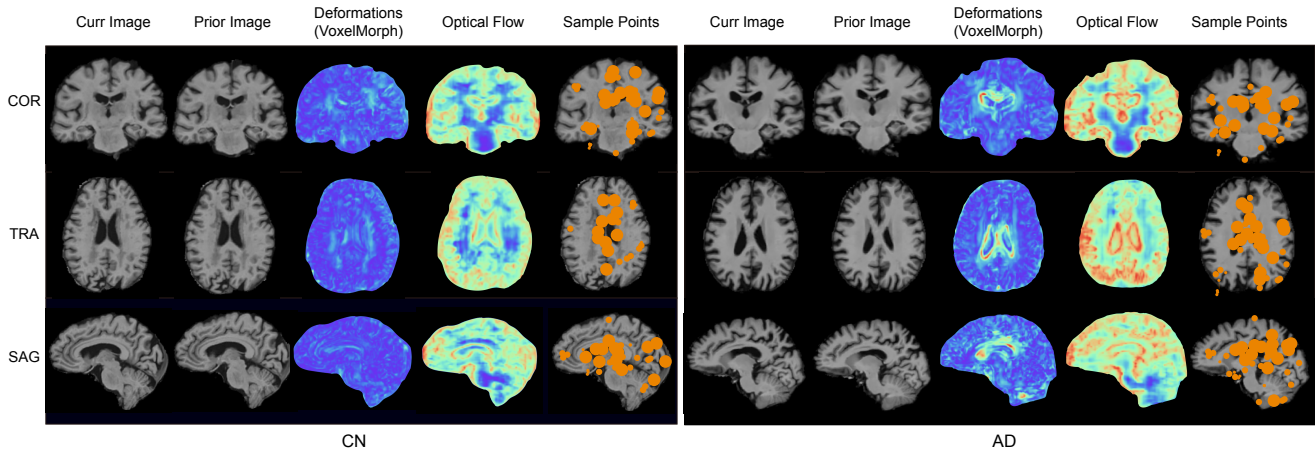 Curr Image Prior Image Deformations (VoxelMorph) Optical Flow Sample Points Curr Image Prior Image Deformations (VoxelMorph) Optical Flow Sample Points
COR
TRA
SAG
CN AD